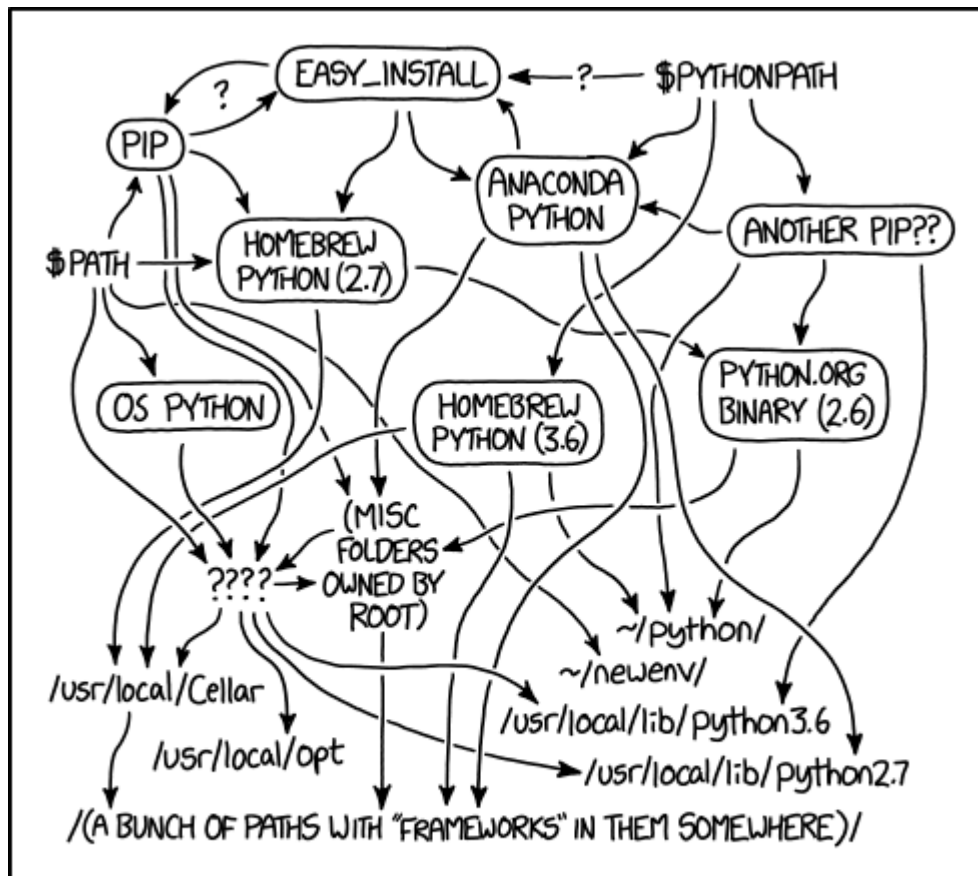 EASY_INSTALL
?
$PYTHONPATH
?
PIP
ANACONDA
PYTHON
ANOTHER PIP??
HOMEBREW
PYTHON (2.7)
$PATH
PYTHON.ORG
BINARY (2.6)
OS PYTHON
HOMEBREW
PYTHON (3.6)
(MISC
FOLDERS
OWNED BY
ROOT)
????
~/python/
~/newenv/
/usr/local/Cellar
/usr/local/lib/python3.6
/usr/local/opt
/usr/local/lib/python2.7
/(A BUNCH OF PATHS WITH "FRAMEWORKS" IN THEM SOMEWHERE)/